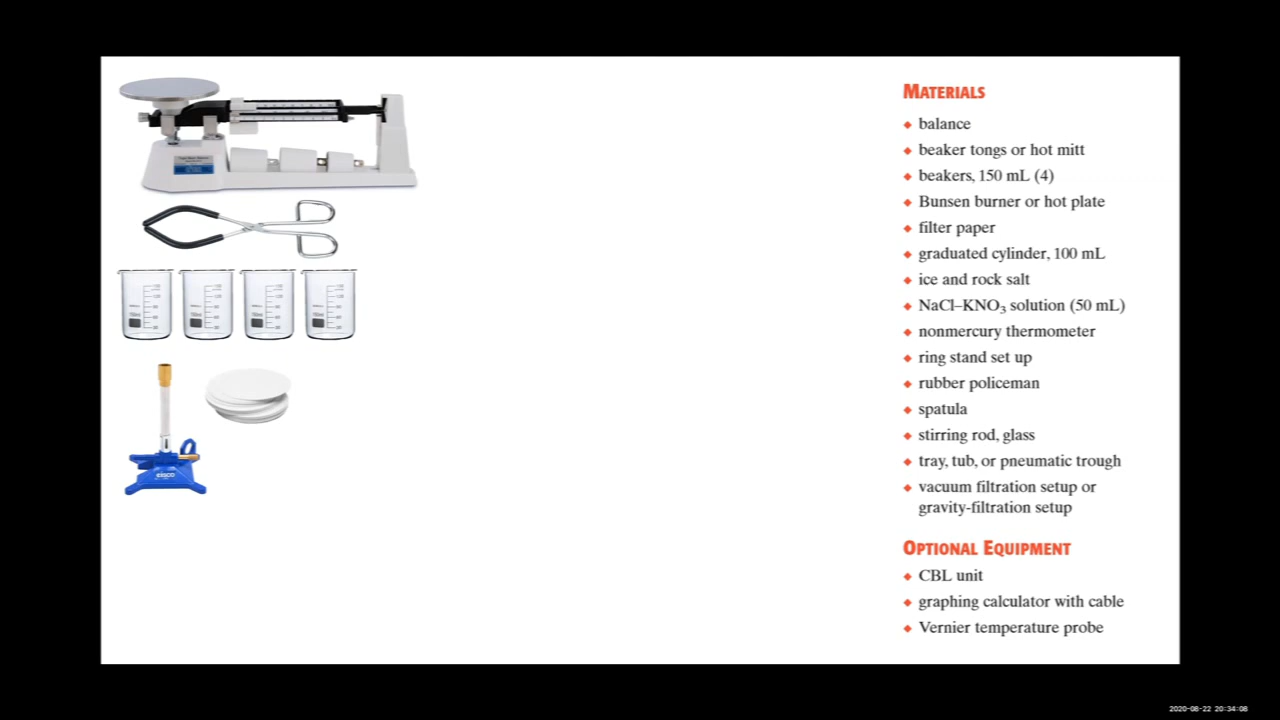 MATERIALS
◆ balance
◆ beaker tongs or hot mitt
◆ beakers, 150 mL (4)
◆ Bunsen burner or hot plate
◆ filter paper
◆ graduated cylinder, 100 mL
◆ ice and rock salt
◆ NaCl–KNO₃ solution (50 mL)
◆ nonmercury thermometer
◆ ring stand set up
◆ rubber policeman
◆ spatula
◆ stirring rod, glass
◆ tray, tub, or pneumatic trough
◆ vacuum filtration setup or
gravity-filtration setup
OPTIONAL EQUIPMENT
◆ CBL unit
◆ graphing calculator with cable
◆ Vernier temperature probe
EISCO
2020-08-22 20:34:08